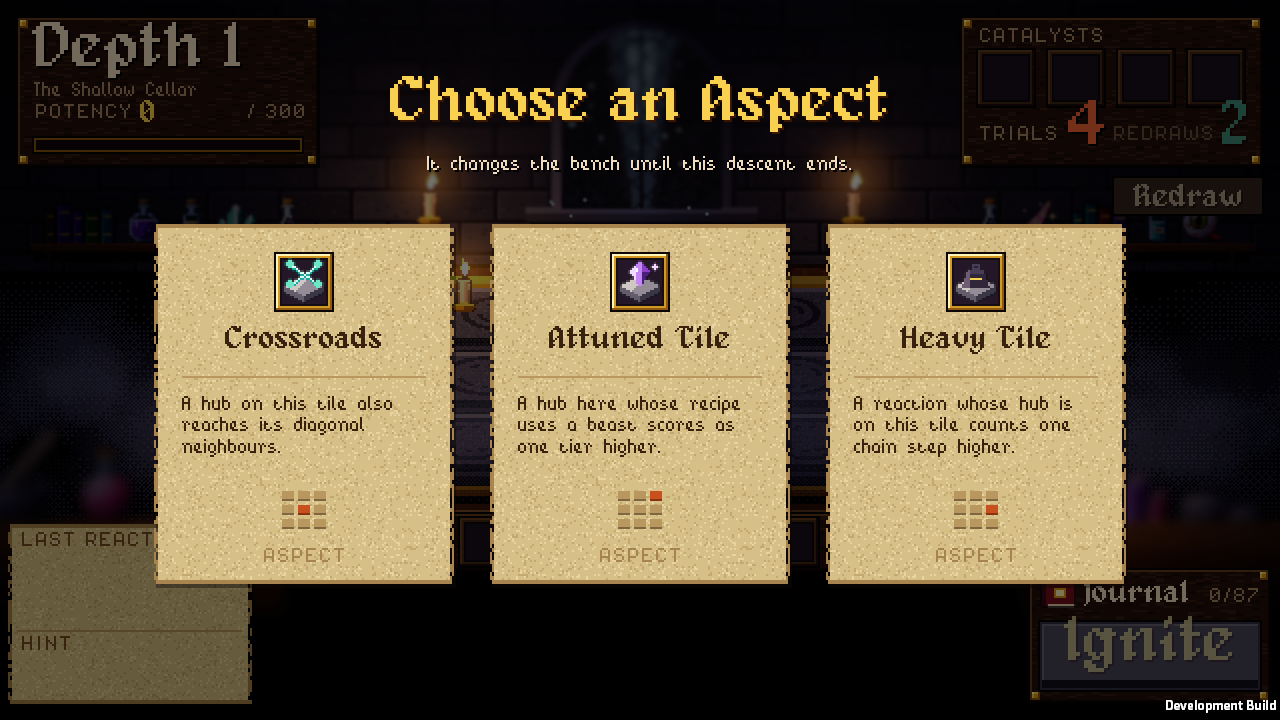 Depth 1
The Shallow Cellar
POTENCY 0 / 300
Choose an Aspect
It changes the bench until this descent ends.
CATALYSTS
TRIALS 4 REDRAWS 2
Redraw
Crossroads
A hub on this tile also
reaches its diagonal
neighbours.
ASPECT
Attuned Tile
A hub here whose recipe
uses a beast scores as
one tier higher.
ASPECT
Heavy Tile
A reaction whose hub is
on this tile counts one
chain step higher.
ASPECT
LAST REACT
HINT
Journal 0/87
Ignite
Development Build